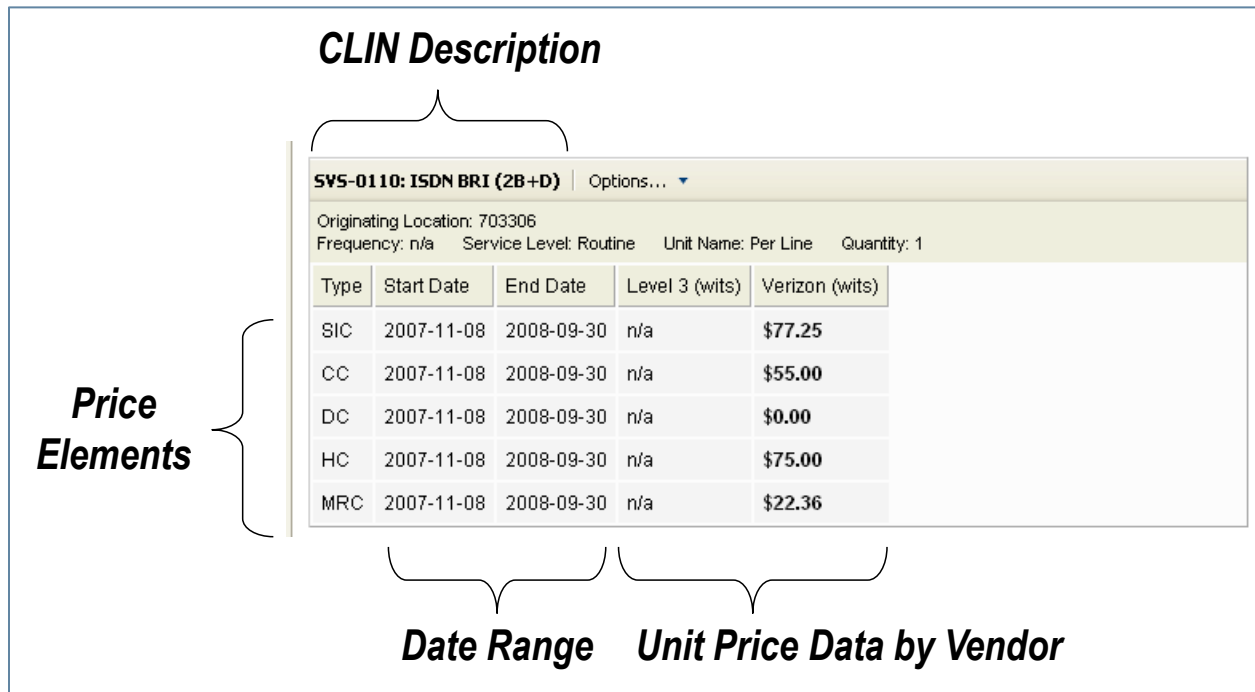 CLIN Description
SVS-0110: ISDN BRI (2B+D) Options...
Originating Location: 703306
Frequency: n/a Service Level: Routine Unit Name: Per Line Quantity: 1
Type Start Date End Date Level 3 (wits) Verizon (wits)
SIC 2007-11-08 2008-09-30 n/a $77.25
CC 2007-11-08 2008-09-30 n/a $55.00
DC 2007-11-08 2008-09-30 n/a $0.00
HC 2007-11-08 2008-09-30 n/a $75.00
MRC 2007-11-08 2008-09-30 n/a $22.36
Price
Elements
Date Range Unit Price Data by Vendor